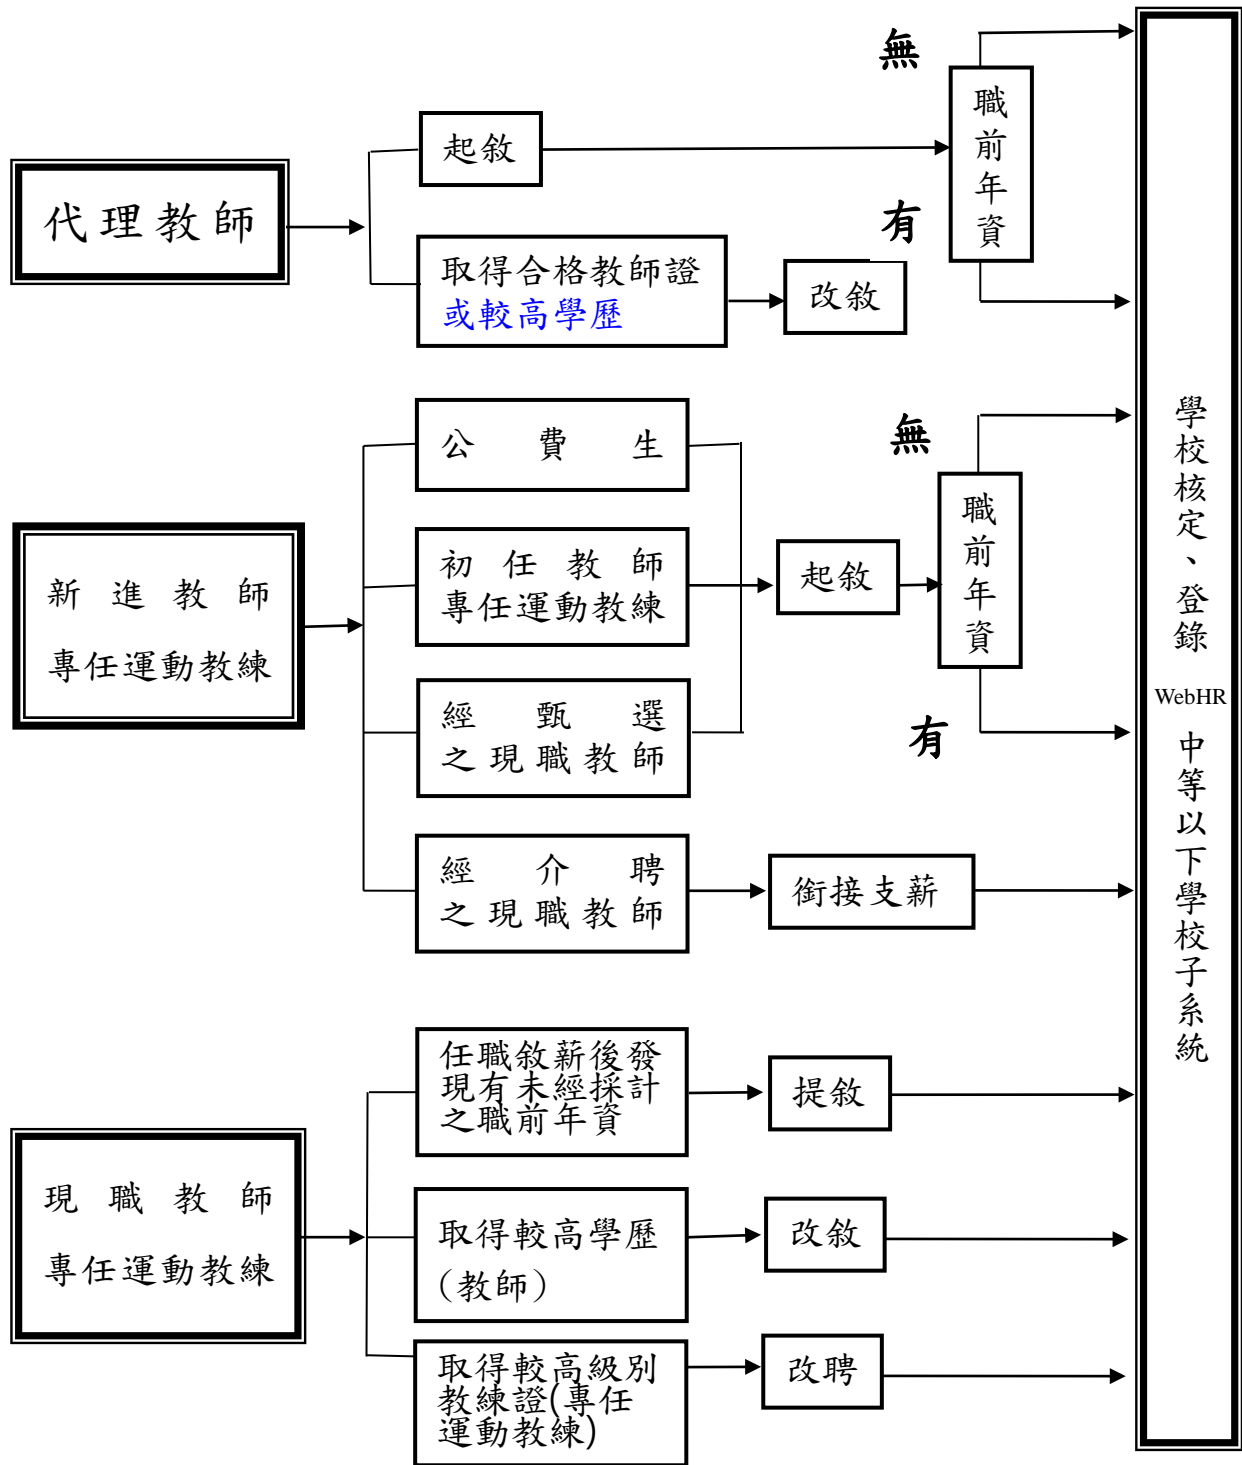 代理教師
起敘
無
職前年資
有
取得合格教師證
或較高學歷
改敘
新進教師
專任運動教練
公費生
初任教師
專任運動教練
經甄選
之現職教師
起敘
無
職前年資
有
經介聘
之現職教師
銜接支薪
現職教師
專任運動教練
任職敘薪後發
現有未經採計
之職前年資
提敘
取得較高學歷
(教師)
改敘
取得較高級別
教練證(專任
運動教練)
改聘
學校核定、登錄 WebHR 中等以下學校子系統